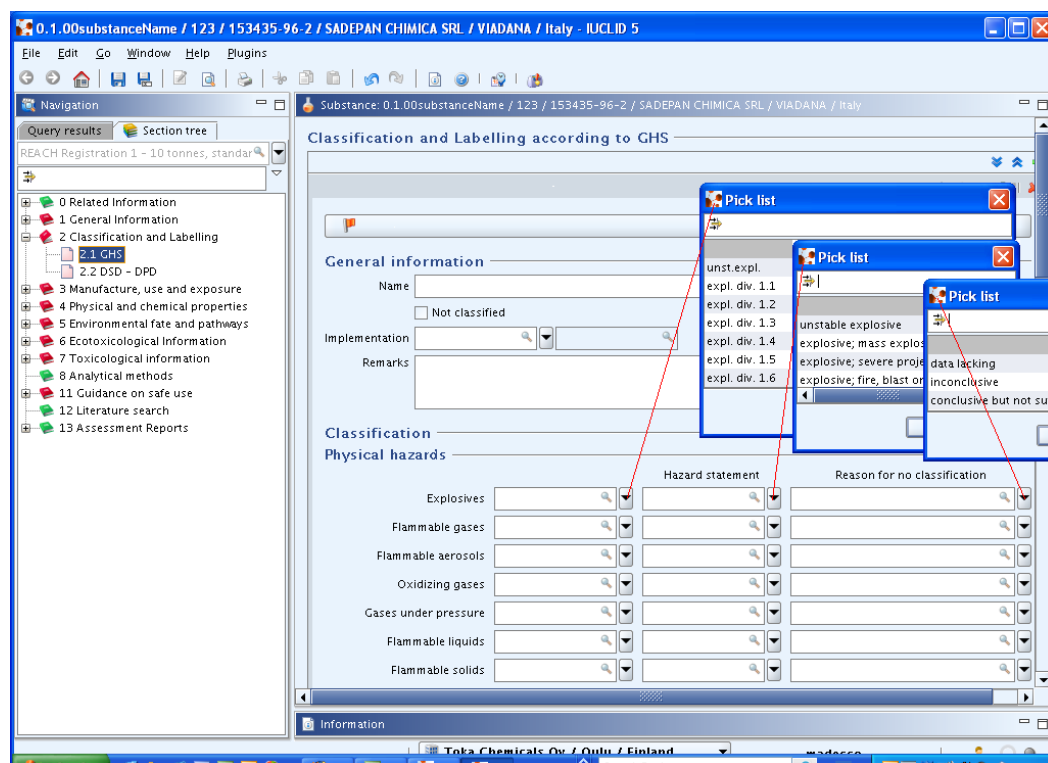 0.1.00substanceName / 123 / 153435-96-2 / SADEPAN CHIMICA SRL / VIADANA / Italy - IUCLID 5
File Edit Go Window Help Plugins
Navigation
Query results Section tree
REACH Registration 1 - 10 tonnes, standar
0 Related Information
1 General Information
2 Classification and Labelling
2.1 GHS
2.2 DSD - DPD
3 Manufacture, use and exposure
4 Physical and chemical properties
5 Environmental fate and pathways
6 Ecotoxicological Information
7 Toxicological information
8 Analytical methods
11 Guidance on safe use
12 Literature search
13 Assessment Reports
Substance: 0.1.00substanceName / 123 / 153435-96-2 / SADEPAN CHIMICA SRL / VIADANA / Italy
Classification and Labelling according to GHS
General information
Name
Not classified
Implementation
Remarks
Classification
Physical hazards
Hazard statement Reason for no classification
Explosives
Flammable gases
Flammable aerosols
Oxidizing gases
Gases under pressure
Flammable liquids
Flammable solids
Pick list
unst.expl.
expl. div. 1.1
expl. div. 1.2
expl. div. 1.3
expl. div. 1.4
expl. div. 1.5
expl. div. 1.6
Pick list
unstable explosive
explosive; mass explos
explosive; severe proje
explosive; fire, blast or
Pick list
data lacking
inconclusive
conclusive but not su
Information
Toka Chemicals Oy / Oulu / Finland